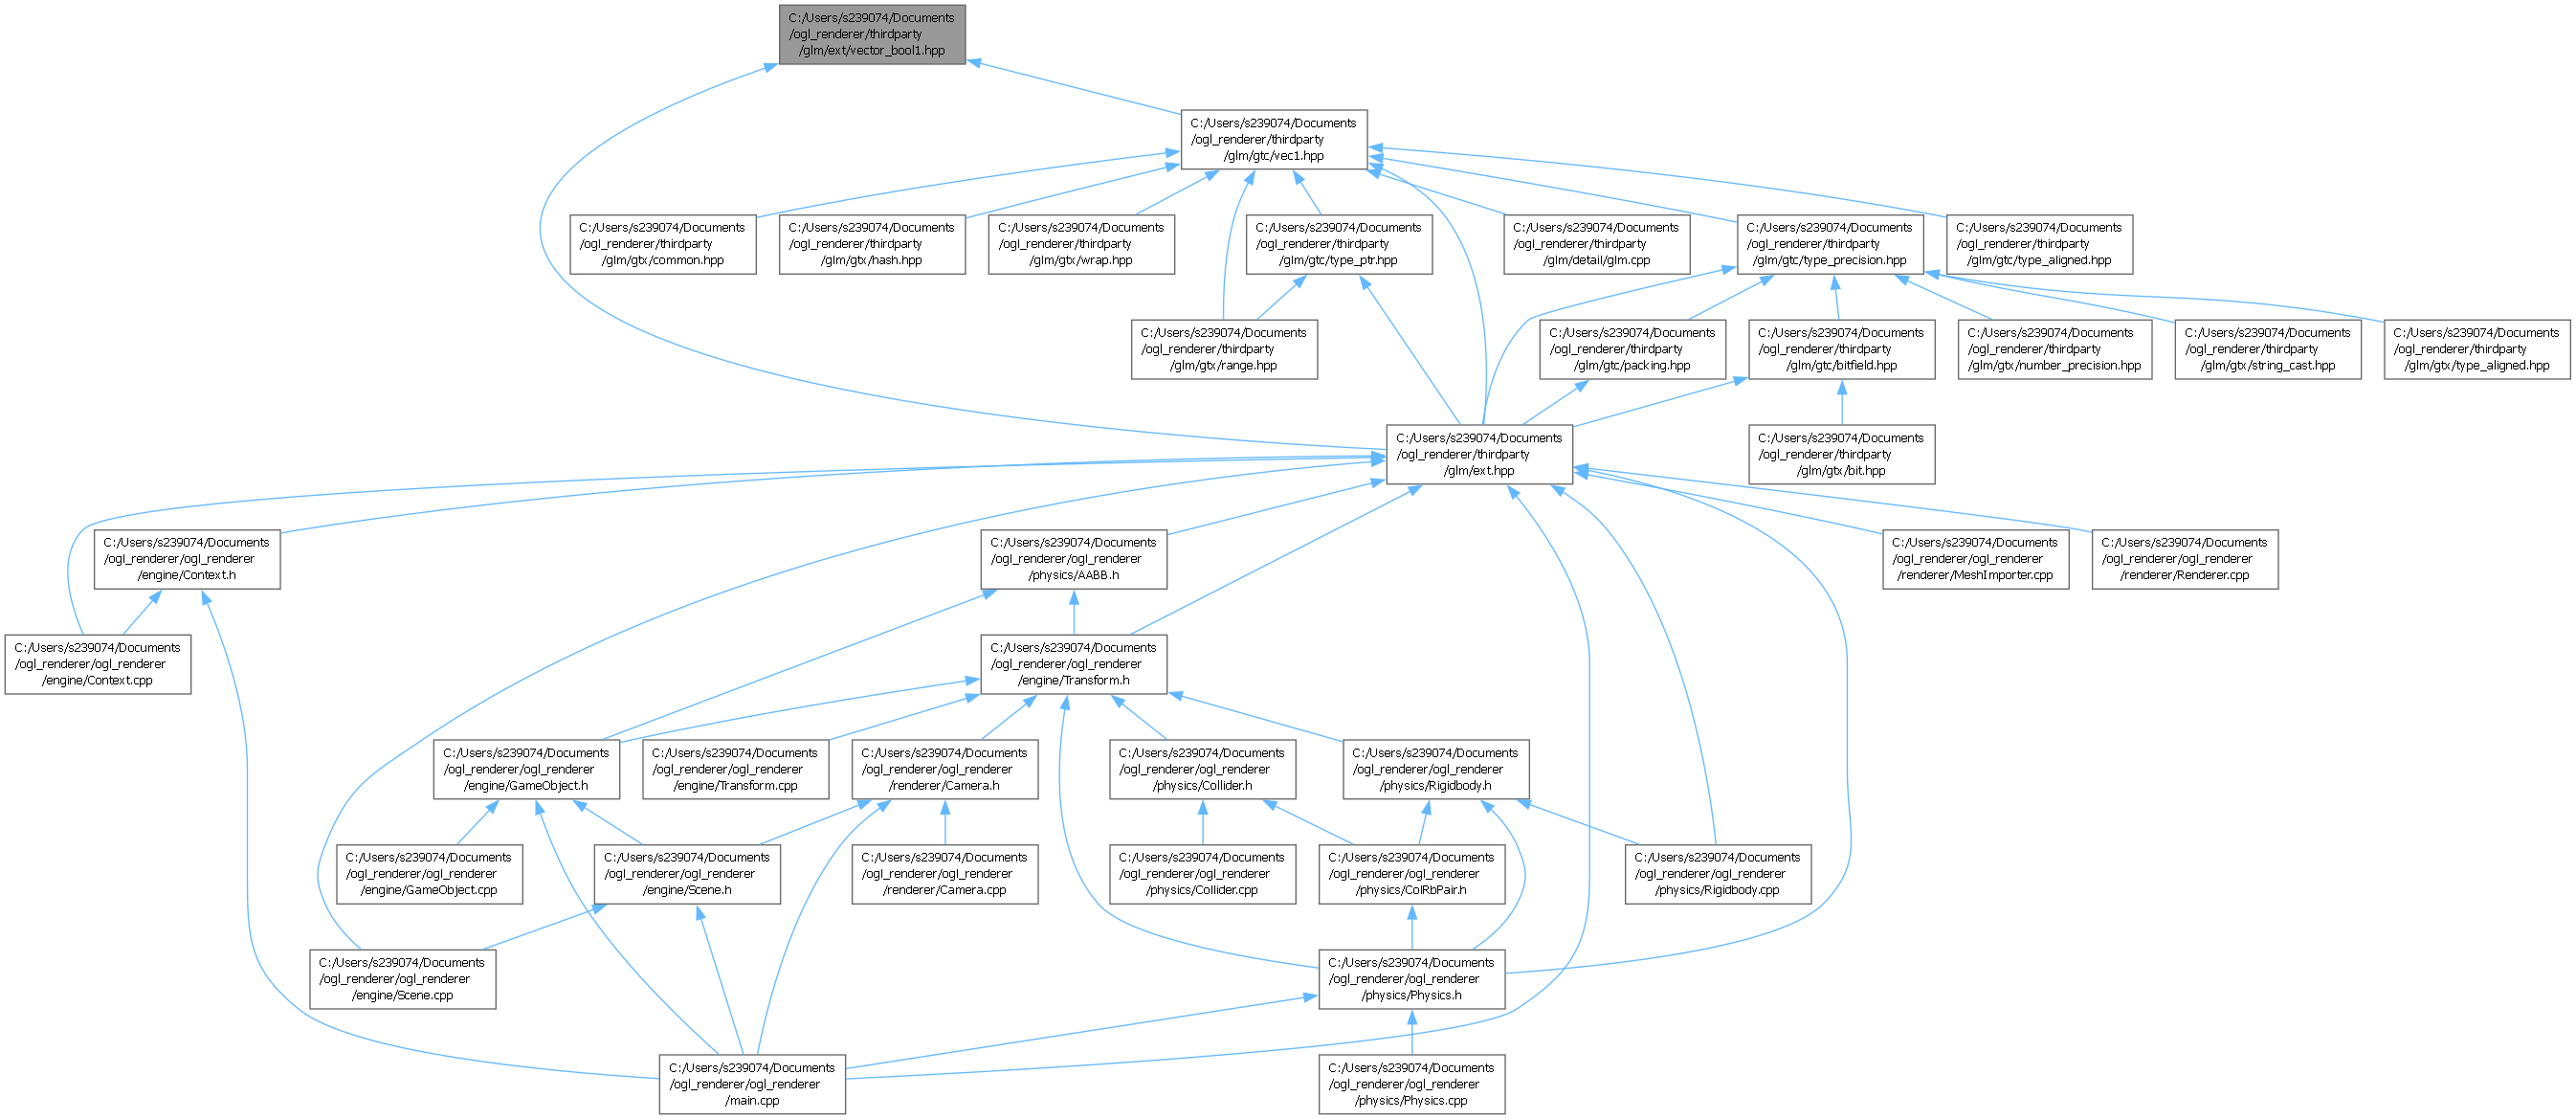 C:/Users/s239074/Documents
/ogl_renderer/thirdparty
/glm/ext/vector_bool1.hpp
C:/Users/s239074/Documents
/ogl_renderer/thirdparty
/glm/gtc/vec1.hpp
C:/Users/s239074/Documents
/ogl_renderer/thirdparty
/glm/gtx/common.hpp
C:/Users/s239074/Documents
/ogl_renderer/thirdparty
/glm/gtx/hash.hpp
C:/Users/s239074/Documents
/ogl_renderer/thirdparty
/glm/gtx/wrap.hpp
C:/Users/s239074/Documents
/ogl_renderer/thirdparty
/glm/gtc/type_ptr.hpp
C:/Users/s239074/Documents
/ogl_renderer/thirdparty
/glm/detail/glm.cpp
C:/Users/s239074/Documents
/ogl_renderer/thirdparty
/glm/gtc/type_precision.hpp
C:/Users/s239074/Documents
/ogl_renderer/thirdparty
/glm/gtc/type_aligned.hpp
C:/Users/s239074/Documents
/ogl_renderer/thirdparty
/glm/gtx/range.hpp
C:/Users/s239074/Documents
/ogl_renderer/thirdparty
/glm/gtc/packing.hpp
C:/Users/s239074/Documents
/ogl_renderer/thirdparty
/glm/gtc/bitfield.hpp
C:/Users/s239074/Documents
/ogl_renderer/thirdparty
/glm/gtx/number_precision.hpp
C:/Users/s239074/Documents
/ogl_renderer/thirdparty
/glm/gtx/string_cast.hpp
C:/Users/s239074/Documents
/ogl_renderer/thirdparty
/glm/gtx/type_aligned.hpp
C:/Users/s239074/Documents
/ogl_renderer/thirdparty
/glm/ext.hpp
C:/Users/s239074/Documents
/ogl_renderer/thirdparty
/glm/gtx/bit.hpp
C:/Users/s239074/Documents
/ogl_renderer/ogl_renderer
/engine/Context.h
C:/Users/s239074/Documents
/ogl_renderer/ogl_renderer
/physics/AABB.h
C:/Users/s239074/Documents
/ogl_renderer/ogl_renderer
/renderer/MeshImporter.cpp
C:/Users/s239074/Documents
/ogl_renderer/ogl_renderer
/renderer/Renderer.cpp
C:/Users/s239074/Documents
/ogl_renderer/ogl_renderer
/engine/Context.cpp
C:/Users/s239074/Documents
/ogl_renderer/ogl_renderer
/engine/Transform.h
C:/Users/s239074/Documents
/ogl_renderer/ogl_renderer
/engine/GameObject.h
C:/Users/s239074/Documents
/ogl_renderer/ogl_renderer
/engine/Transform.cpp
C:/Users/s239074/Documents
/ogl_renderer/ogl_renderer
/renderer/Camera.h
C:/Users/s239074/Documents
/ogl_renderer/ogl_renderer
/physics/Collider.h
C:/Users/s239074/Documents
/ogl_renderer/ogl_renderer
/physics/Rigidbody.h
C:/Users/s239074/Documents
/ogl_renderer/ogl_renderer
/engine/GameObject.cpp
C:/Users/s239074/Documents
/ogl_renderer/ogl_renderer
/engine/Scene.h
C:/Users/s239074/Documents
/ogl_renderer/ogl_renderer
/renderer/Camera.cpp
C:/Users/s239074/Documents
/ogl_renderer/ogl_renderer
/physics/Collider.cpp
C:/Users/s239074/Documents
/ogl_renderer/ogl_renderer
/physics/ColRbPair.h
C:/Users/s239074/Documents
/ogl_renderer/ogl_renderer
/physics/Rigidbody.cpp
C:/Users/s239074/Documents
/ogl_renderer/ogl_renderer
/engine/Scene.cpp
C:/Users/s239074/Documents
/ogl_renderer/ogl_renderer
/physics/Physics.h
C:/Users/s239074/Documents
/ogl_renderer/ogl_renderer
/main.cpp
C:/Users/s239074/Documents
/ogl_renderer/ogl_renderer
/physics/Physics.cpp